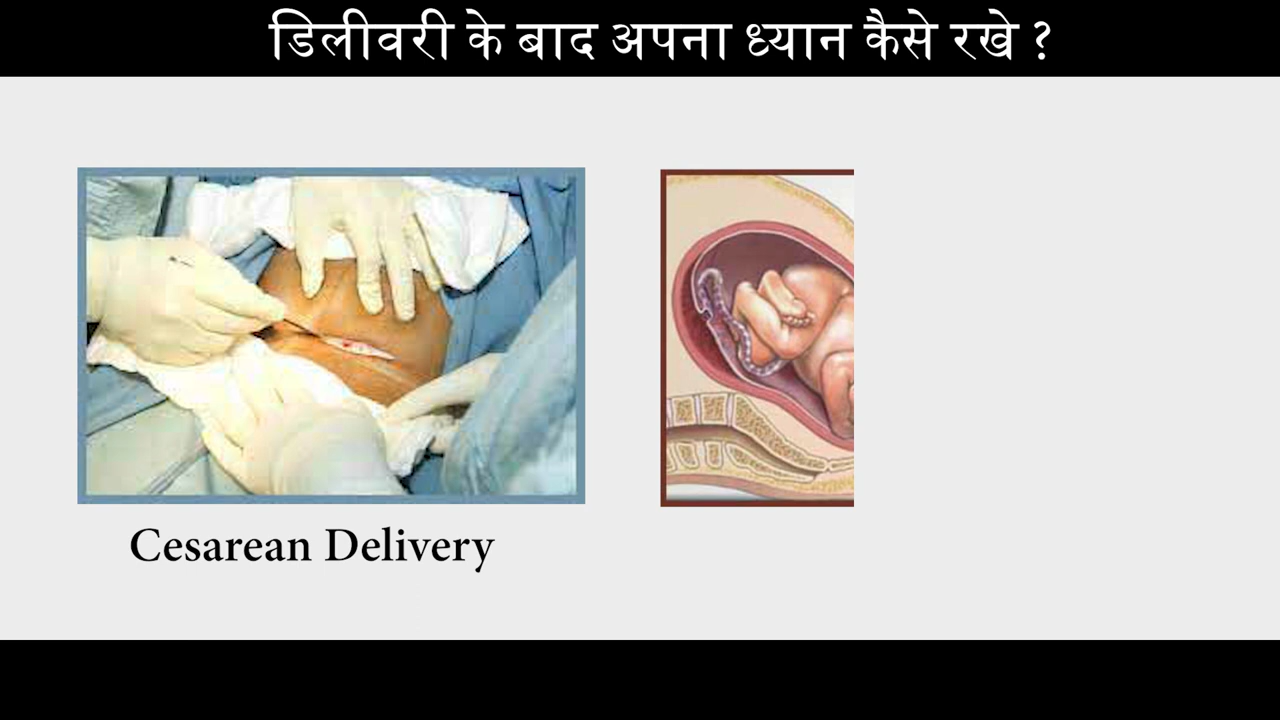 डिलीवरी के बाद अपना ध्यान कैसे रखे ?
Cesarean Delivery